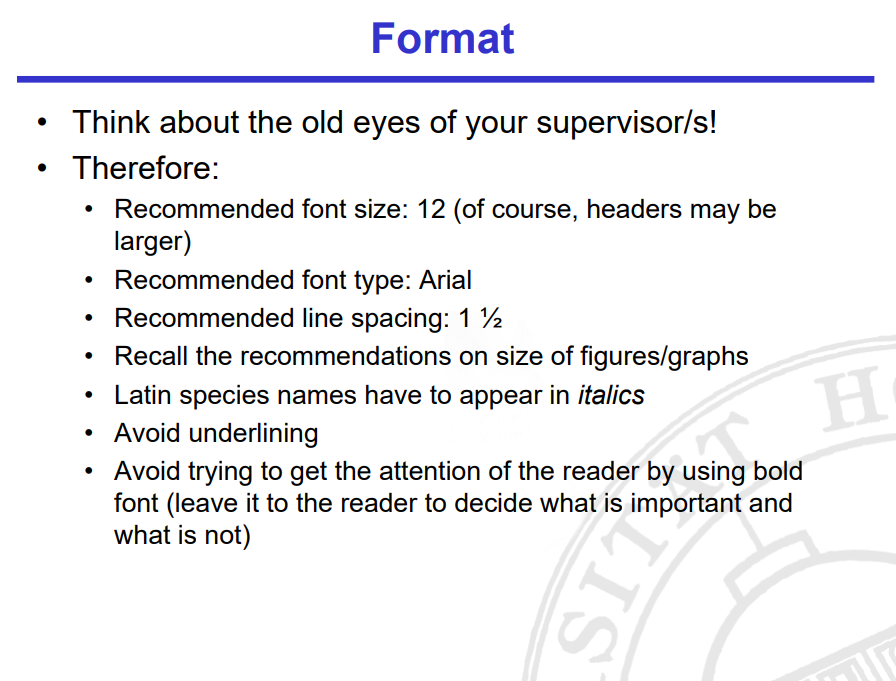 Format
• Think about the old eyes of your supervisor/s!
• Therefore:
• Recommended font size: 12 (of course, headers may be
larger)
• Recommended font type: Arial
• Recommended line spacing: 1 ½
• Recall the recommendations on size of figures/graphs
• Latin species names have to appear in italics
• Avoid underlining
• Avoid trying to get the attention of the reader by using bold
font (leave it to the reader to decide what is important and
what is not)
SITÄT HO